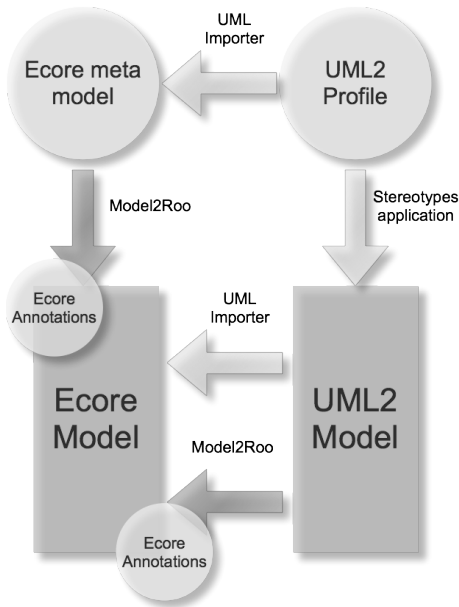 UML
Importer
Ecore meta
model
UML2
Profile
Model2Roo
Stereotypes
application
Ecore
Annotations
UML
Importer
Ecore
Model
UML2
Model
Model2Roo
Ecore
Annotations